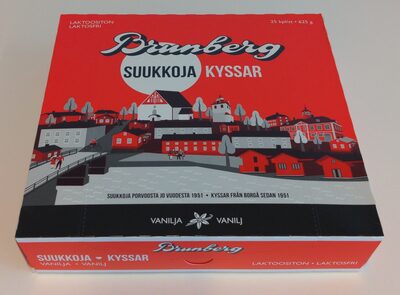 LAKTOOSITON
LAKTOSFRI
25 kpl/st • 625 g
Brunberg
SUUKKOJA KYSSAR
SUUKKOJA PORVOOSTA JO VUODESTA 1951 • KYSSAR FRÅN BORGÅ SEDAN 1951
VANILJA VANILJ
Brunberg
SUUKKOJA - KYSSAR
VANILJA • VANILJ
LAKTOOSITON • LAKTOSFRI